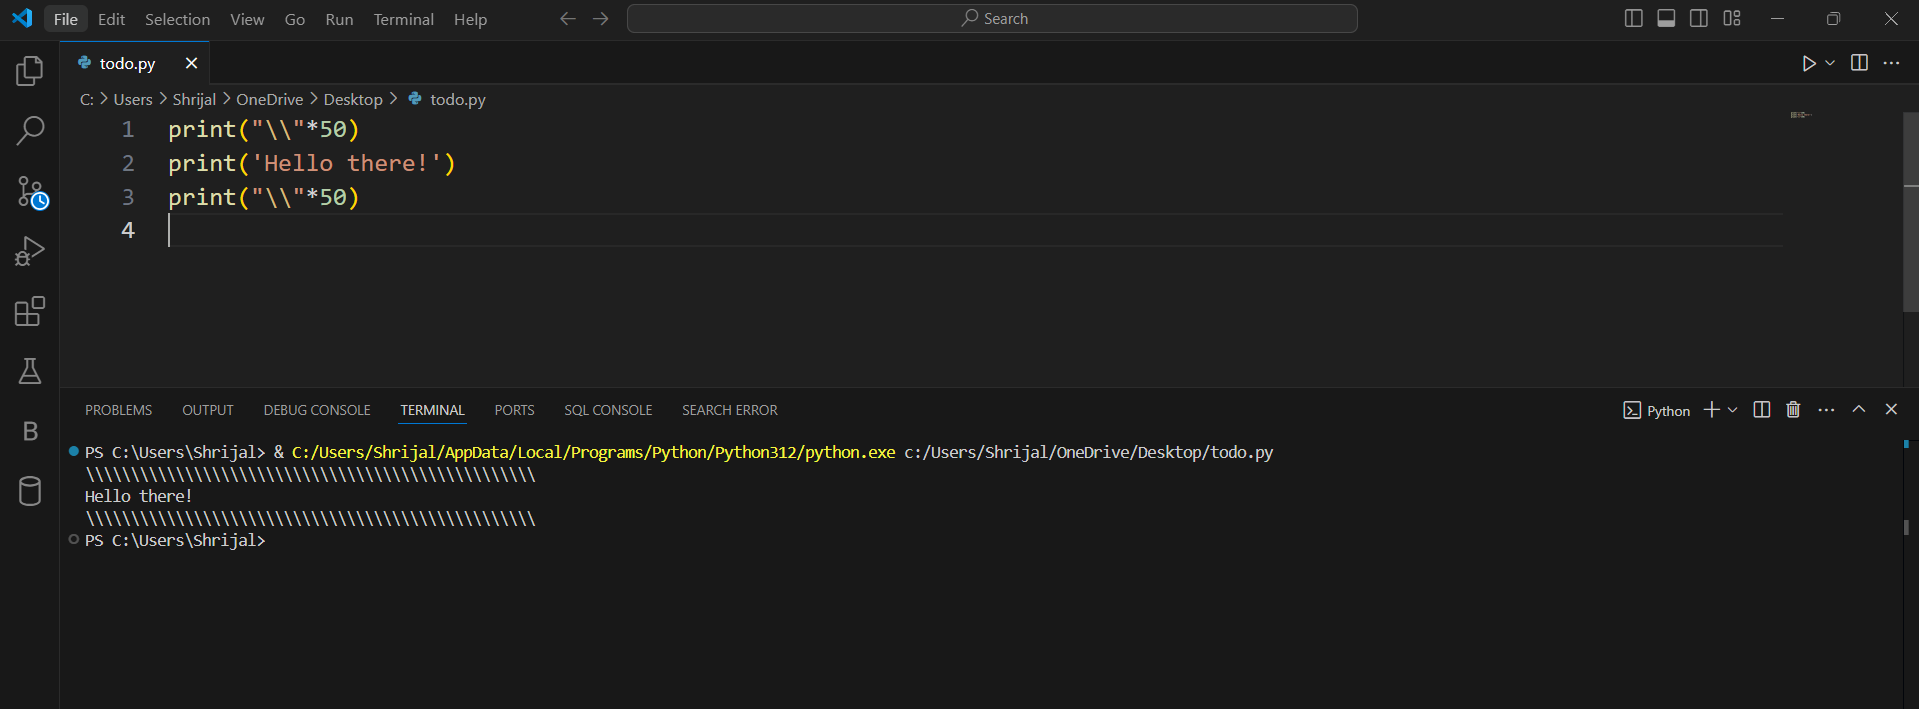 File Edit Selection View Go Run Terminal Help Search
todo.py
C: Users Shrijal OneDrive Desktop todo.py
1 print("\\"*50)
2 print('Hello there!')
3 print("\\"*50)
4
PROBLEMS OUTPUT DEBUG CONSOLE TERMINAL PORTS SQL CONSOLE SEARCH ERROR Python
PS C:\Users\Shrijal> & C:/Users/Shrijal/AppData/Local/Programs/Python/Python312/python.exe c:/Users/Shrijal/OneDrive/Desktop/todo.py
\\\\\\\\\\\\\\\\\\\\\\\\\\\\\\\\\\\\\\\\\\\\\\\\\\
Hello there!
\\\\\\\\\\\\\\\\\\\\\\\\\\\\\\\\\\\\\\\\\\\\\\\\\\
PS C:\Users\Shrijal>
B